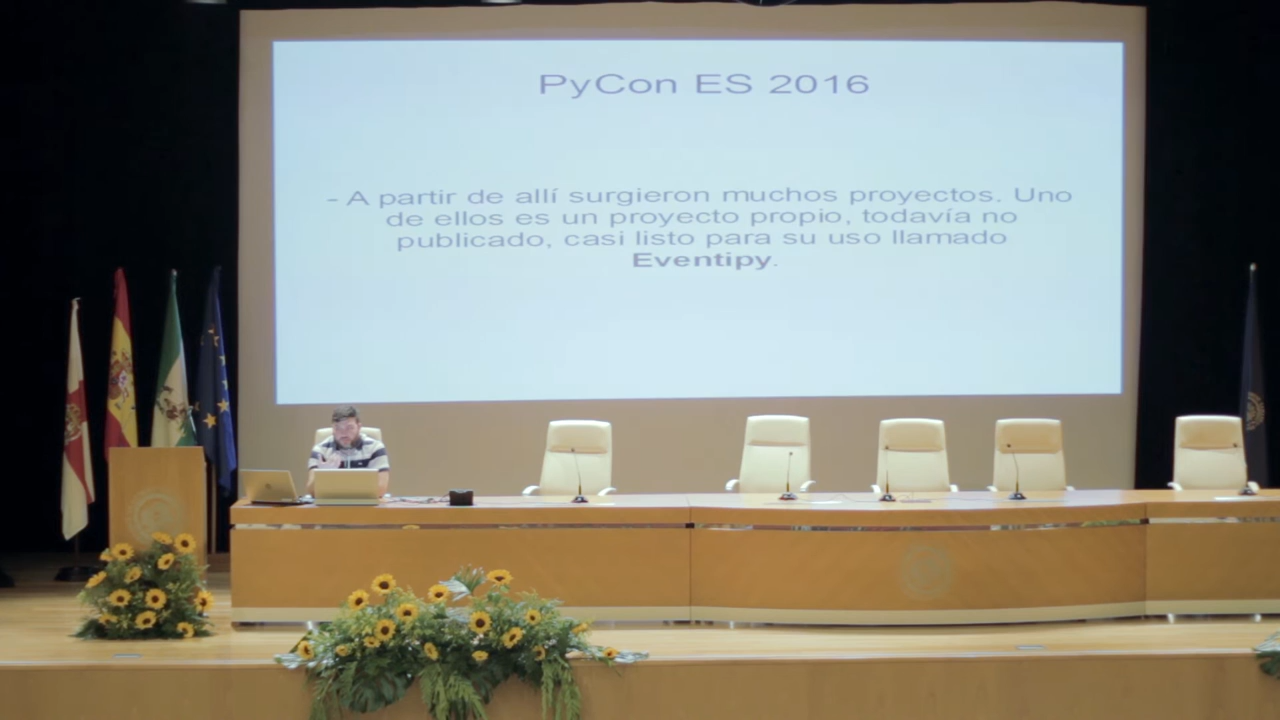 PyCon ES 2016
- A partir de allí surgieron muchos proyectos. Uno
de ellos es un proyecto propio, todavía no
publicado, casi listo para su uso llamado
Eventipy.